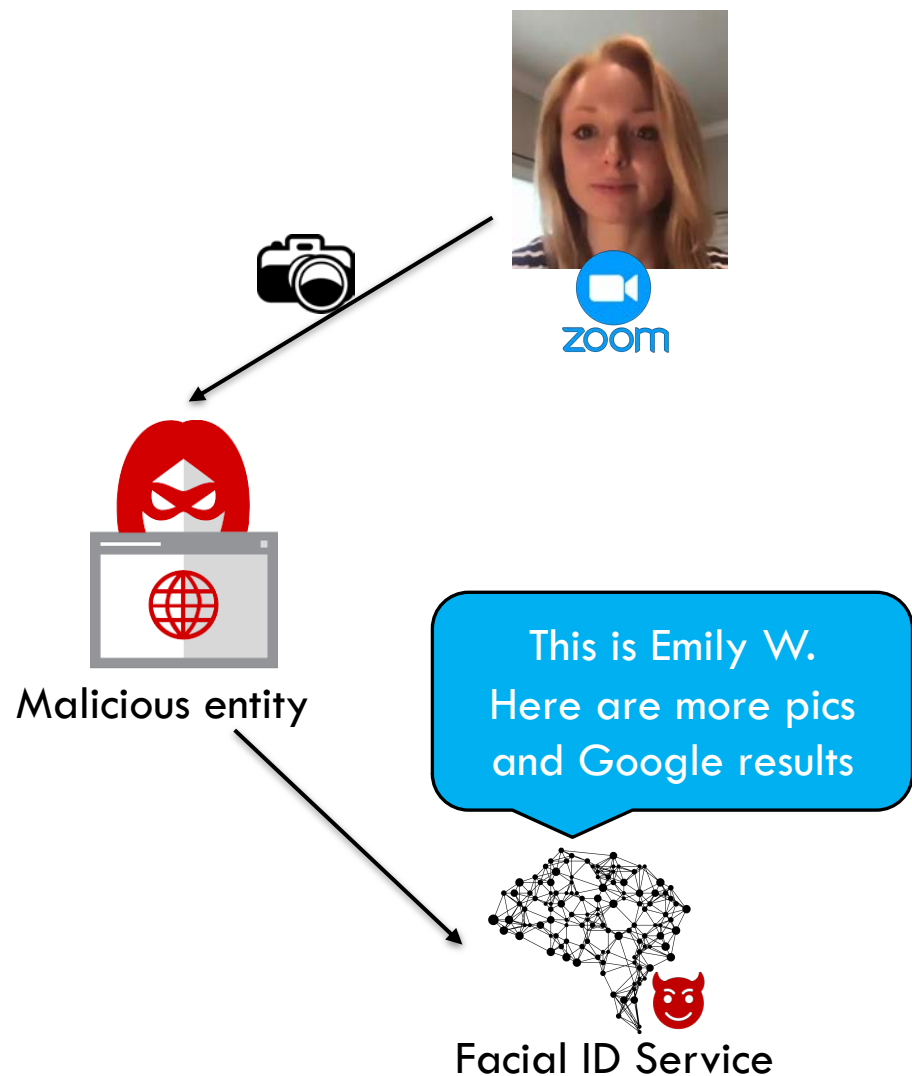 zoom
Malicious entity
This is Emily W.
Here are more pics
and Google results
Facial ID Service